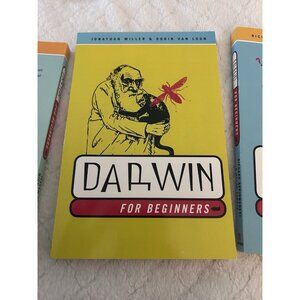 JONATHAN MILLER & BORIN VAN LOON
DARWIN
FOR BEGINNERS